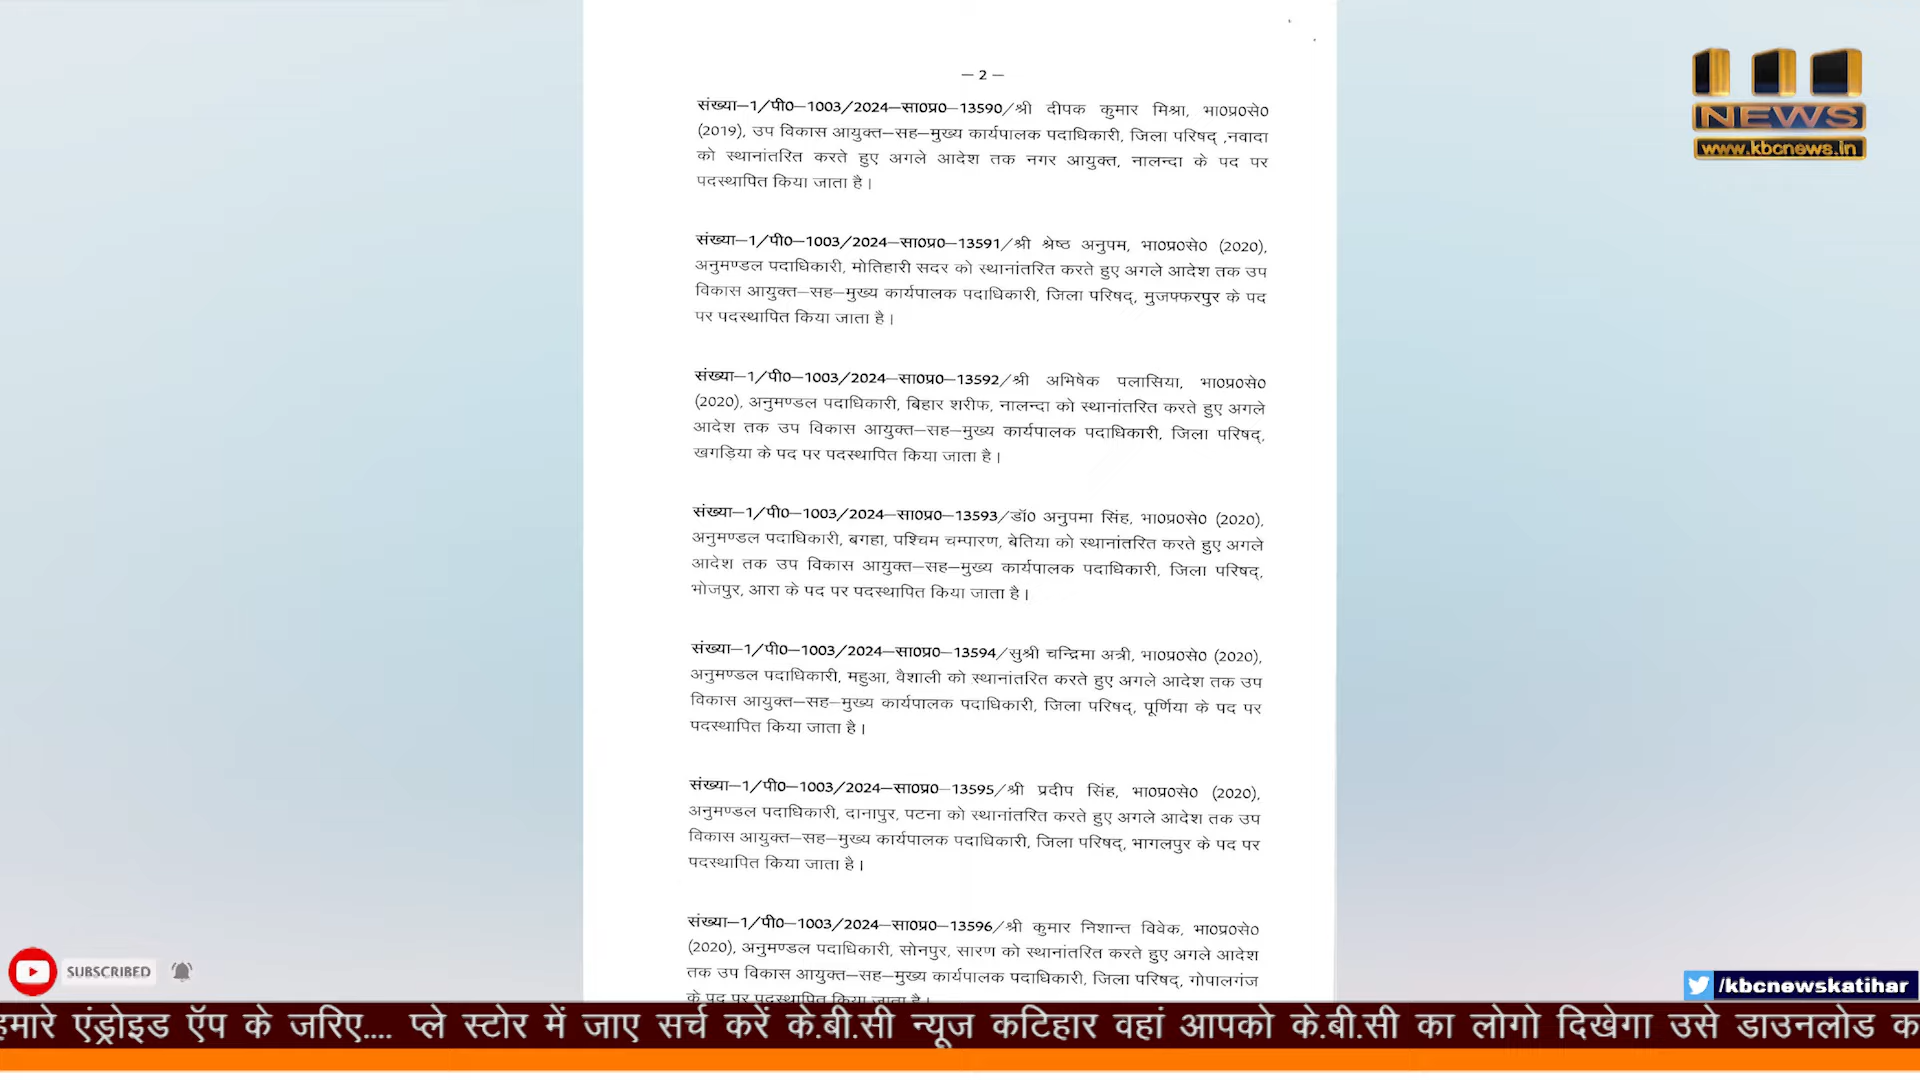 — 2 —
संख्या—1/पी0—1003/2024—सा0प्र0—13590/श्री दीपक कुमार मिश्रा, भा0प्र0से0
(2019), उप विकास आयुक्त—सह—मुख्य कार्यपालक पदाधिकारी, जिला परिषद् ,नवादा
को स्थानांतरित करते हुए अगले आदेश तक नगर आयुक्त, नालन्दा के पद पर
पदस्थापित किया जाता है।
संख्या—1/पी0—1003/2024—सा0प्र0—13591/श्री श्रेष्ठ अनुपम, भा0प्र0से0 (2020),
अनुमण्डल पदाधिकारी, मोतिहारी सदर को स्थानांतरित करते हुए अगले आदेश तक उप
विकास आयुक्त—सह—मुख्य कार्यपालक पदाधिकारी, जिला परिषद्, मुजफ्फरपुर के पद
पर पदस्थापित किया जाता है।
संख्या—1/पी0—1003/2024—सा0प्र0—13592/श्री अभिषेक पलासिया, भा0प्र0से0
(2020), अनुमण्डल पदाधिकारी, बिहार शरीफ, नालन्दा को स्थानांतरित करते हुए अगले
आदेश तक उप विकास आयुक्त—सह—मुख्य कार्यपालक पदाधिकारी, जिला परिषद्,
खगड़िया के पद पर पदस्थापित किया जाता है।
संख्या—1/पी0—1003/2024—सा0प्र0—13593/डॉ0 अनुपमा सिंह, भा0प्र0से0 (2020),
अनुमण्डल पदाधिकारी, बगहा, पश्चिम चम्पारण, बेतिया को स्थानांतरित करते हुए अगले
आदेश तक उप विकास आयुक्त—सह—मुख्य कार्यपालक पदाधिकारी, जिला परिषद्,
भोजपुर, आरा के पद पर पदस्थापित किया जाता है।
संख्या—1/पी0—1003/2024—सा0प्र0—13594/सुश्री चन्द्रिमा अत्री, भा0प्र0से0 (2020),
अनुमण्डल पदाधिकारी, महुआ, वैशाली को स्थानांतरित करते हुए अगले आदेश तक उप
विकास आयुक्त—सह—मुख्य कार्यपालक पदाधिकारी, जिला परिषद्, पूर्णिया के पद पर
पदस्थापित किया जाता है।
संख्या—1/पी0—1003/2024—सा0प्र0—13595/श्री प्रदीप सिंह, भा0प्र0से0 (2020),
अनुमण्डल पदाधिकारी, दानापुर, पटना को स्थानांतरित करते हुए अगले आदेश तक उप
विकास आयुक्त—सह—मुख्य कार्यपालक पदाधिकारी, जिला परिषद्, भागलपुर के पद पर
पदस्थापित किया जाता है।
संख्या—1/पी0—1003/2024—सा0प्र0—13596/श्री कुमार निशान्त विवेक, भा0प्र0से0
(2020), अनुमण्डल पदाधिकारी, सोनपुर, सारण को स्थानांतरित करते हुए अगले आदेश
तक उप विकास आयुक्त—सह—मुख्य कार्यपालक पदाधिकारी, जिला परिषद्, गोपालगंज
के पद पर पदस्थापित किया जाता है।
NEWS
www.kbcnews.in
SUBSCRIBED
/kbcnewskatihar
हमारे एंड्रोइड ऍप के जरिए.... प्ले स्टोर में जाए सर्च करें के.बी.सी न्यूज कटिहार वहां आपको के.बी.सी का लोगो दिखेगा उसे डाउनलोड क